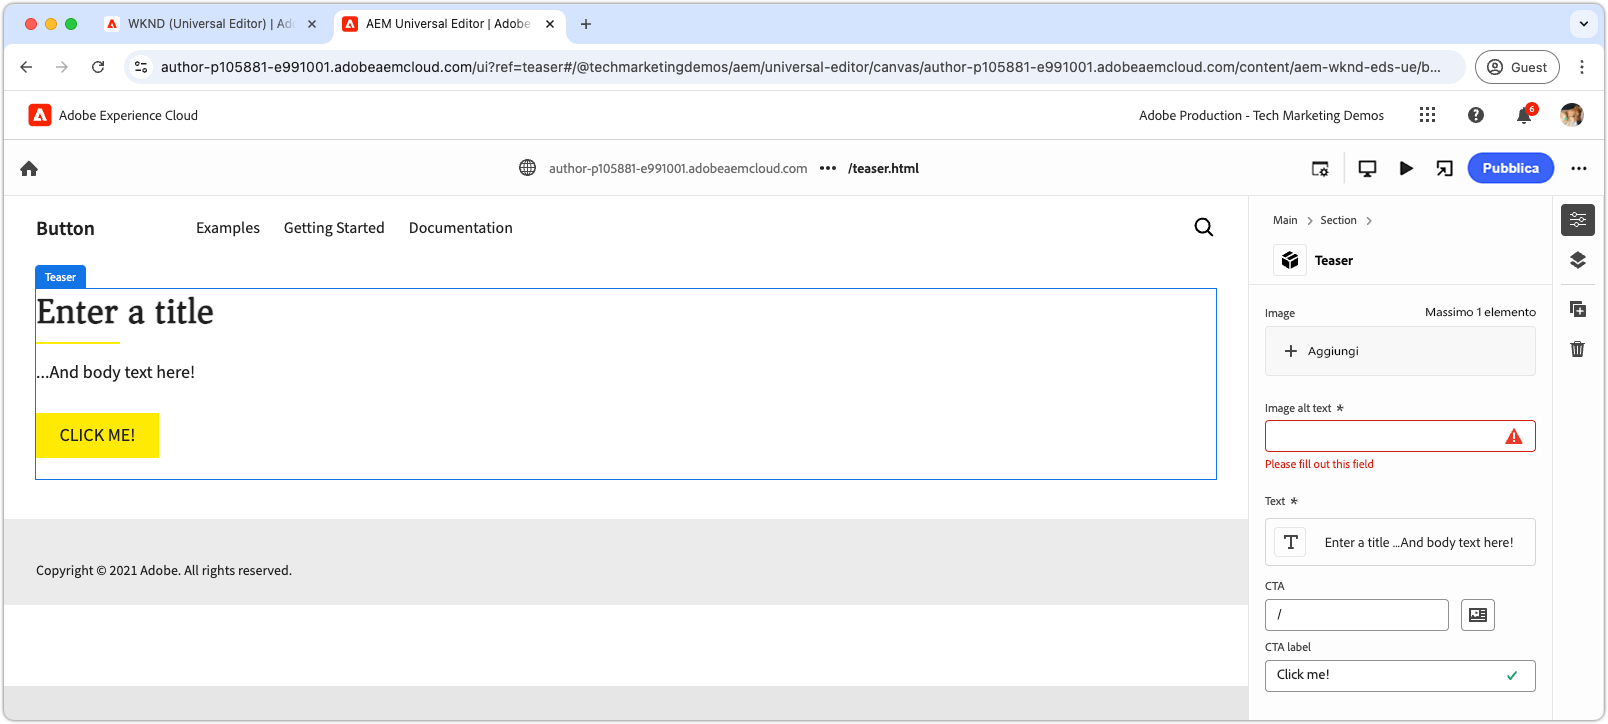 WKND (Universal Editor) | Ad
AEM Universal Editor | Adobe
author-p105881-e991001.adobeaemcloud.com/ui?ref=teaser#/@techmarketingdemos/aem/universal-editor/canvas/author-p105881-e991001.adobeaemcloud.com/content/aem-wknd-eds-ue/b...
Guest
Adobe Experience Cloud
Adobe Production - Tech Marketing Demos
6
author-p105881-e991001.adobeaemcloud.com ••• /teaser.html
Pubblica
Button
Examples
Getting Started
Documentation
Teaser
Enter a title
...And body text here!
CLICK ME!
Copyright © 2021 Adobe. All rights reserved.
Main > Section >
Teaser
Image
Massimo 1 elemento
Aggiungi
Image alt text *
Please fill out this field
Text *
T
Enter a title ...And body text here!
CTA
/
CTA label
Click me!